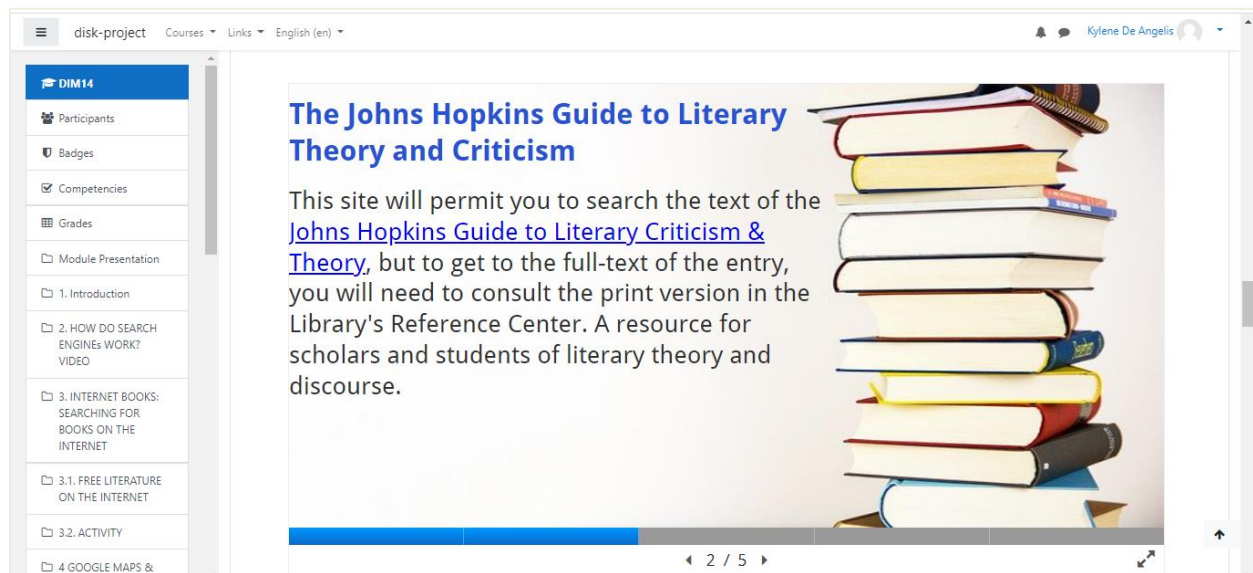 disk-project Courses Links English (en) Kylene De Angelis
DIM14
Participants
Badges
Competencies
Grades
Module Presentation
1. Introduction
2. HOW DO SEARCH
ENGINEs WORK?
VIDEO
3. INTERNET BOOKS:
SEARCHING FOR
BOOKS ON THE
INTERNET
3.1. FREE LITERATURE
ON THE INTERNET
3.2. ACTIVITY
4 GOOGLE MAPS &
The Johns Hopkins Guide to Literary
Theory and Criticism
This site will permit you to search the text of the
Johns Hopkins Guide to Literary Criticism &
Theory, but to get to the full-text of the entry,
you will need to consult the print version in the
Library's Reference Center. A resource for
scholars and students of literary theory and
discourse.
2 / 5